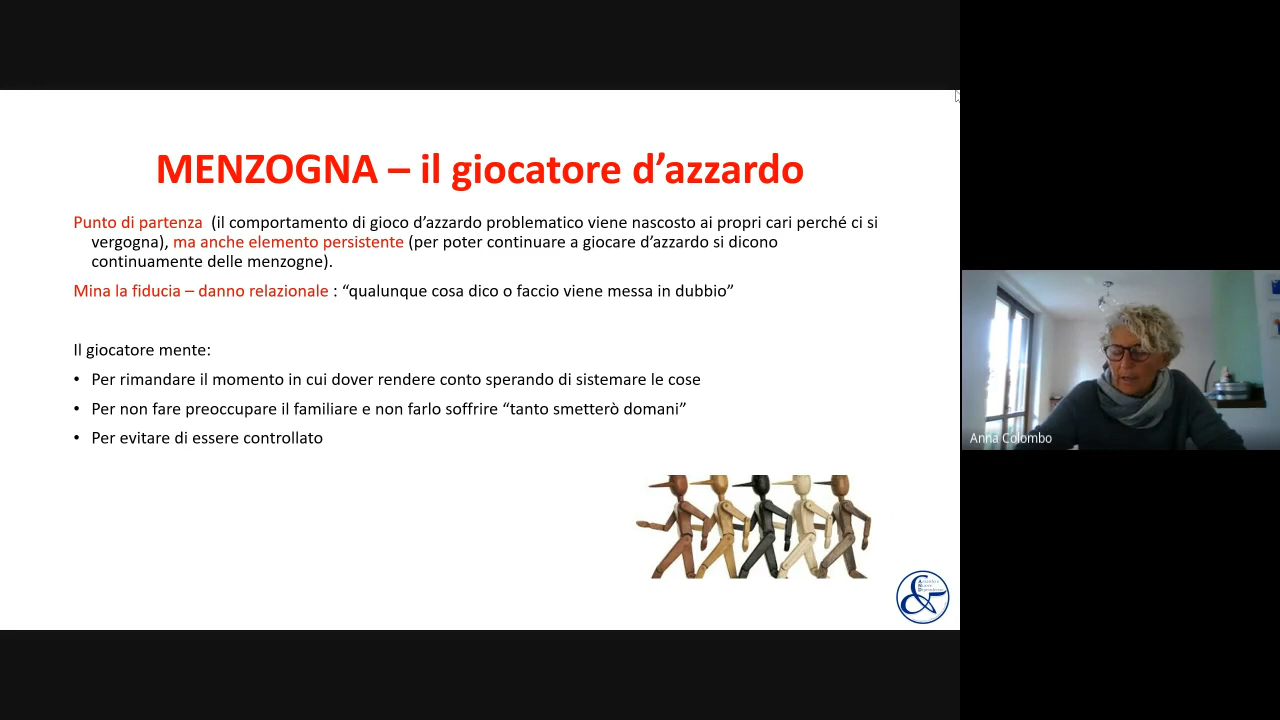 MENZOGNA – il giocatore d’azzardo
Punto di partenza (il comportamento di gioco d’azzardo problematico viene nascosto ai propri cari perché ci si
vergogna), ma anche elemento persistente (per poter continuare a giocare d’azzardo si dicono
continuamente delle menzogne).
Mina la fiducia – danno relazionale : “qualunque cosa dico o faccio viene messa in dubbio”
Il giocatore mente:
• Per rimandare il momento in cui dover rendere conto sperando di sistemare le cose
• Per non fare preoccupare il familiare e non farlo soffrire “tanto smetterò domani”
• Per evitare di essere controllato
Anna Colombo